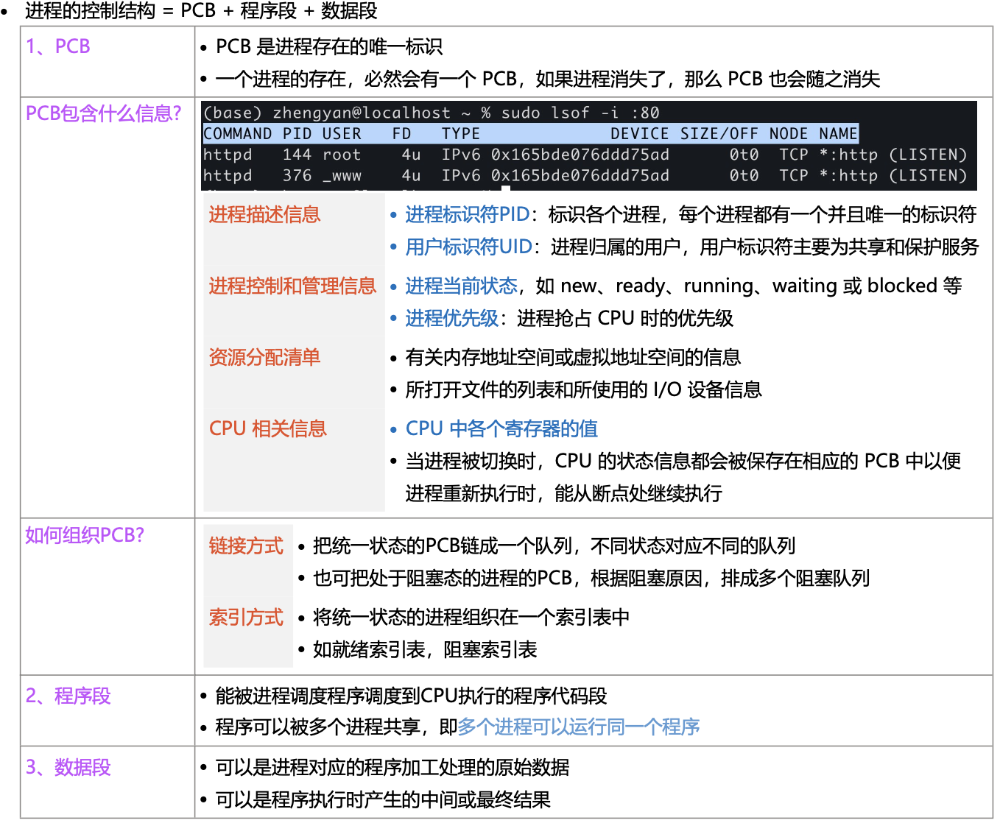 • 进程的控制结构 = PCB + 程序段 + 数据段
1、PCB
• PCB 是进程存在的唯一标识
• 一个进程的存在，必然会有一个 PCB，如果进程消失了，那么 PCB 也会随之消失
PCB包含什么信息?
(base) zhengyan@localhost ~ % sudo lsof -i :80
COMMAND PID USER FD TYPE DEVICE SIZE/OFF NODE NAME
httpd 144 root 4u IPv6 0x165bde076ddd75ad 0t0 TCP *:http (LISTEN)
httpd 376 _www 4u IPv6 0x165bde076ddd75ad 0t0 TCP *:http (LISTEN)
进程描述信息
• 进程标识符PID：标识各个进程，每个进程都有一个并且唯一的标识符
• 用户标识符UID：进程归属的用户，用户标识符主要为共享和保护服务
进程控制和管理信息
• 进程当前状态，如 new、ready、running、waiting 或 blocked 等
• 进程优先级：进程抢占 CPU 时的优先级
资源分配清单
• 有关内存地址空间或虚拟地址空间的信息
• 所打开文件的列表和所使用的 I/O 设备信息
CPU 相关信息
• CPU 中各个寄存器的值
• 当进程被切换时，CPU 的状态信息都会被保存在相应的 PCB 中以便
进程重新执行时，能从断点处继续执行
如何组织PCB?
链接方式
• 把统一状态的PCB链成一个队列，不同状态对应不同的队列
• 也可把处于阻塞态的进程的PCB，根据阻塞原因，排成多个阻塞队列
索引方式
• 将统一状态的进程组织在一个索引表中
• 如就绪索引表，阻塞索引表
2、程序段
• 能被进程调度程序调度到CPU执行的程序代码段
• 程序可以被多个进程共享，即多个进程可以运行同一个程序
3、数据段
• 可以是进程对应的程序加工处理的原始数据
• 可以是程序执行时产生的中间或最终结果